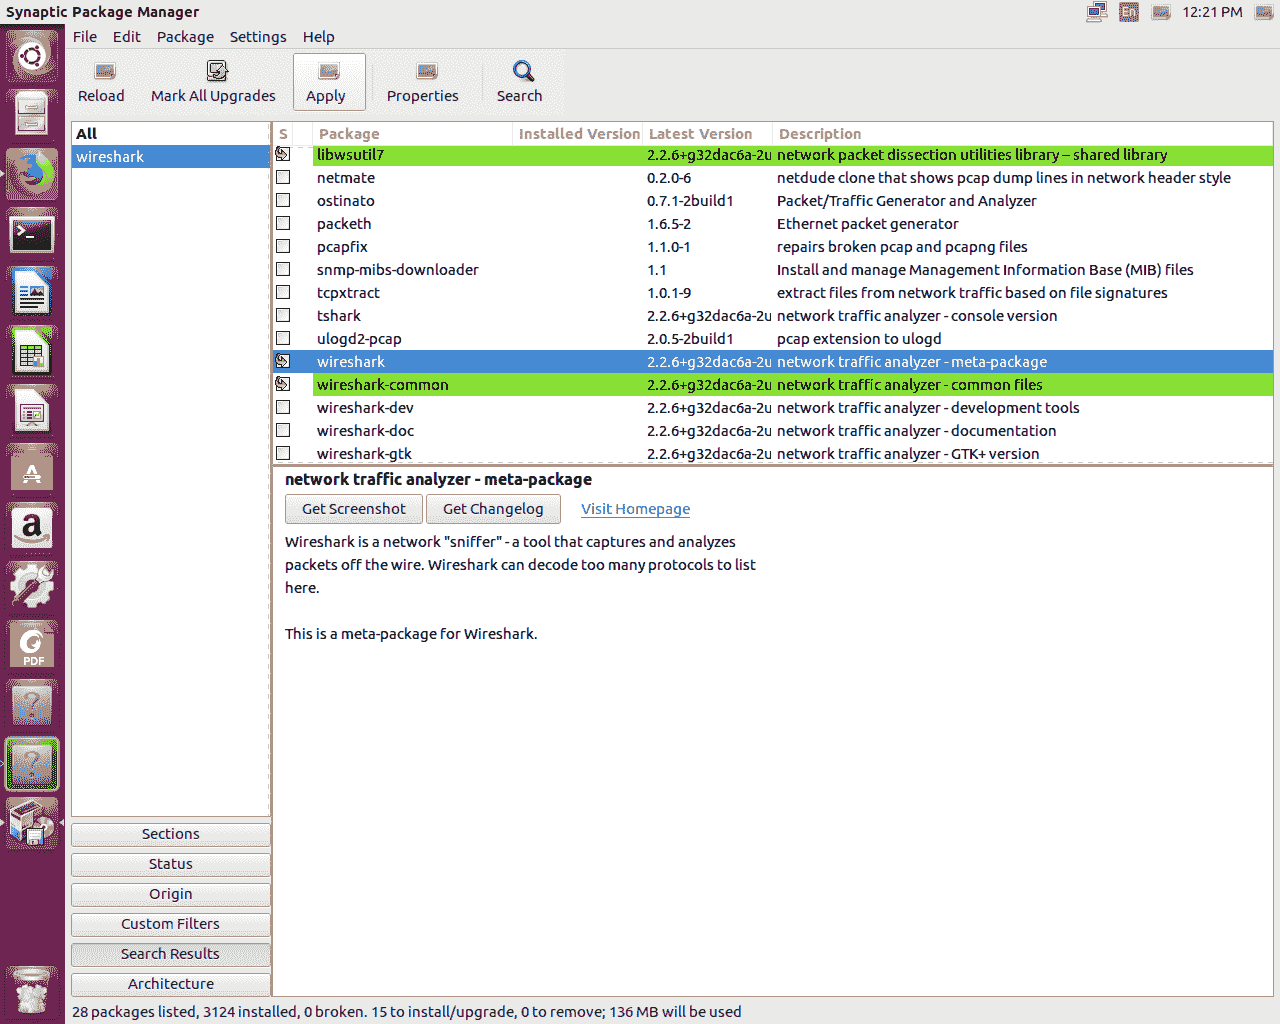 Synaptic Package Manager
En 12:21 PM
File Edit Package Settings Help
Reload Mark All Upgrades Apply Properties Search
All
wireshark
S Package Installed Version Latest Version Description
libwsutil7 2.2.6+g32dac6a-2u network packet dissection utilities library – shared library
netmate 0.2.0-6 netdude clone that shows pcap dump lines in network header style
ostinato 0.7.1-2build1 Packet/Traffic Generator and Analyzer
packeth 1.6.5-2 Ethernet packet generator
pcapfix 1.1.0-1 repairs broken pcap and pcapng files
snmp-mibs-downloader 1.1 Install and manage Management Information Base (MIB) files
tcpxtract 1.0.1-9 extract files from network traffic based on file signatures
tshark 2.2.6+g32dac6a-2u network traffic analyzer - console version
ulogd2-pcap 2.0.5-2build1 pcap extension to ulogd
wireshark 2.2.6+g32dac6a-2u network traffic analyzer - meta-package
wireshark-common 2.2.6+g32dac6a-2u network traffic analyzer - common files
wireshark-dev 2.2.6+g32dac6a-2u network traffic analyzer - development tools
wireshark-doc 2.2.6+g32dac6a-2u network traffic analyzer - documentation
wireshark-gtk 2.2.6+g32dac6a-2u network traffic analyzer - GTK+ version
network traffic analyzer - meta-package
Get Screenshot Get Changelog Visit Homepage
Wireshark is a network "sniffer" - a tool that captures and analyzes
packets off the wire. Wireshark can decode too many protocols to list
here.
This is a meta-package for Wireshark.
PDF
Sections
Status
Origin
Custom Filters
Search Results
Architecture
28 packages listed, 3124 installed, 0 broken. 15 to install/upgrade, 0 to remove; 136 MB will be used